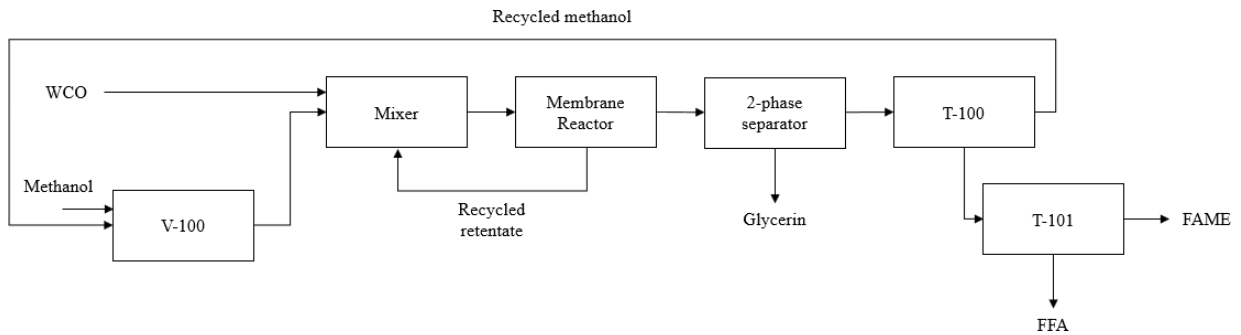 Recycled methanol
WCO
Mixer
Membrane
Reactor
2-phase
separator
T-100
Methanol
V-100
Recycled
retentate
Glycerin
T-101
FAME
FFA